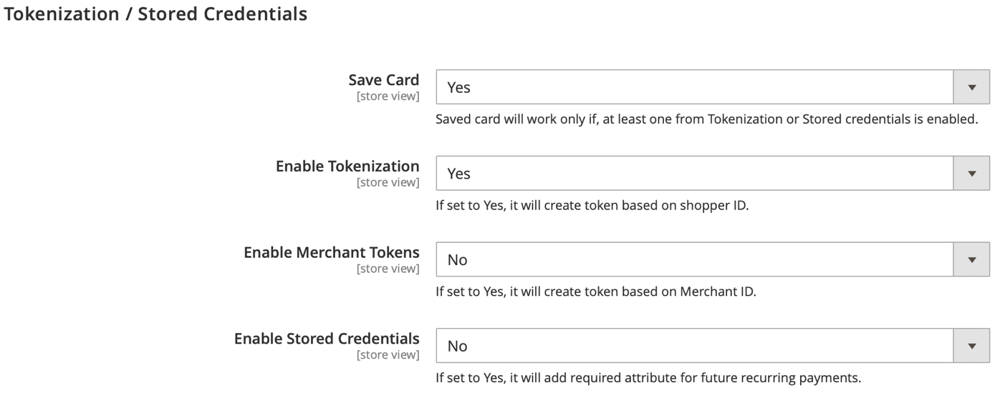 Tokenization / Stored Credentials
Save Card
[store view]
Yes
Saved card will work only if, at least one from Tokenization or Stored credentials is enabled.
Enable Tokenization
[store view]
Yes
If set to Yes, it will create token based on shopper ID.
Enable Merchant Tokens
[store view]
No
If set to Yes, it will create token based on Merchant ID.
Enable Stored Credentials
[store view]
No
If set to Yes, it will add required attribute for future recurring payments.